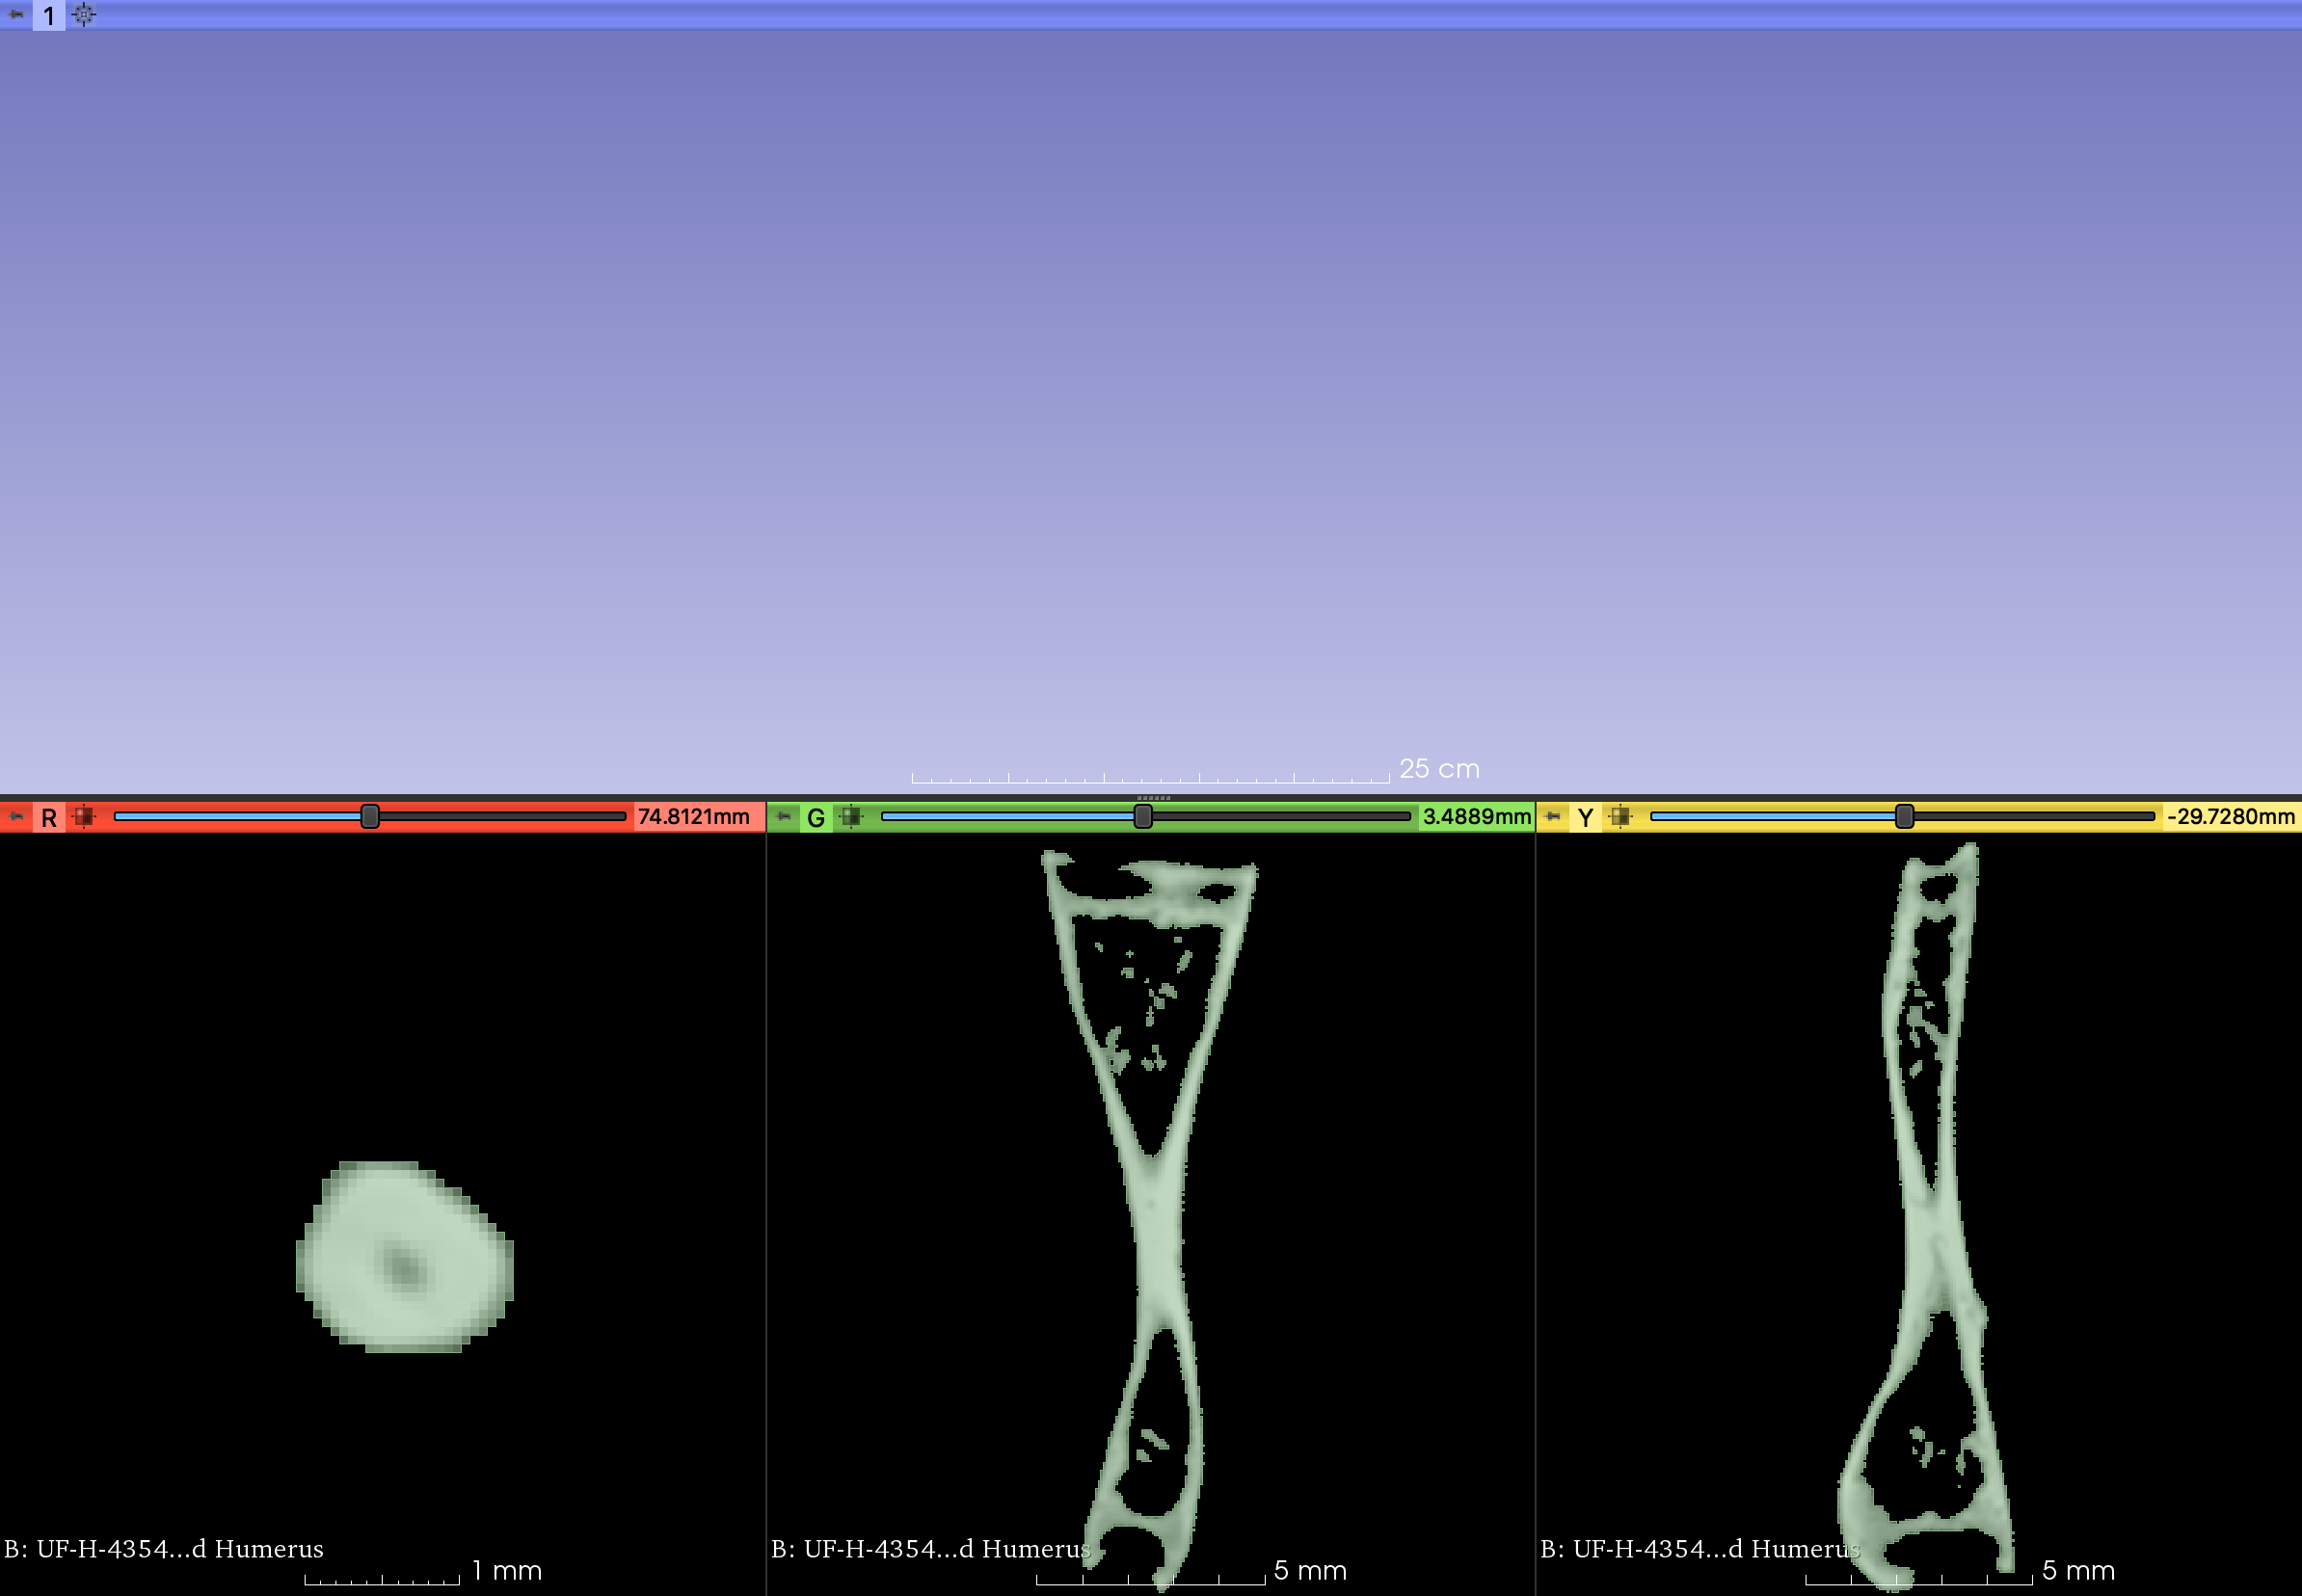 1
25 cm
R 74.8121mm
G 3.4889mm
Y -29.7280mm
B: UF-H-4354...d Humerus
1 mm
B: UF-H-4354...d Humerus
5 mm
B: UF-H-4354...d Humerus
5 mm